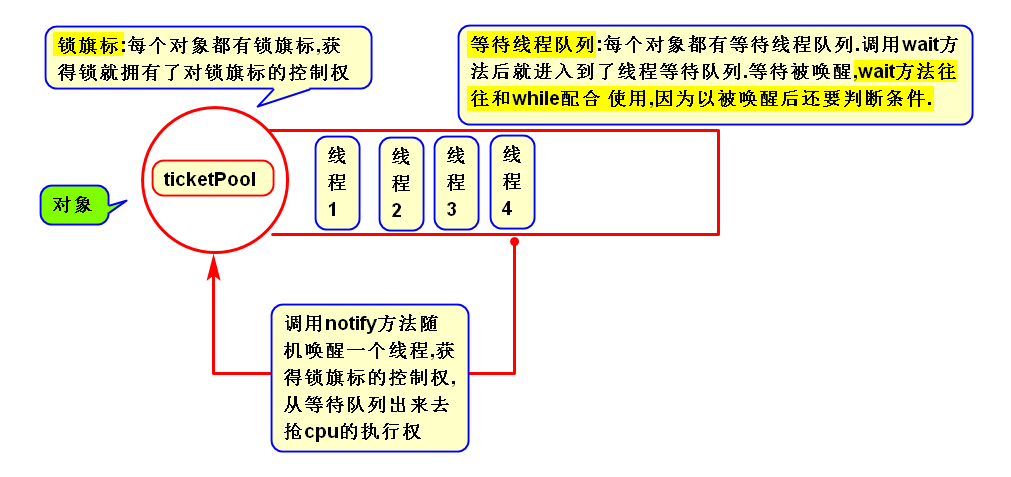 锁旗标:每个对象都有锁旗标,获
得锁就拥有了对锁旗标的控制权
等待线程队列:每个对象都有等待线程队列.调用wait方
法后就进入到了线程等待队列.等待被唤醒,wait方法往
往和while配合 使用,因为以被唤醒后还要判断条件.
ticketPool
对象
线
程
1
线
程
2
线
程
3
线
程
4
调用notify方法随
机唤醒一个线程,获
得锁旗标的控制权,
从等待队列出来去
抢cpu的执行权